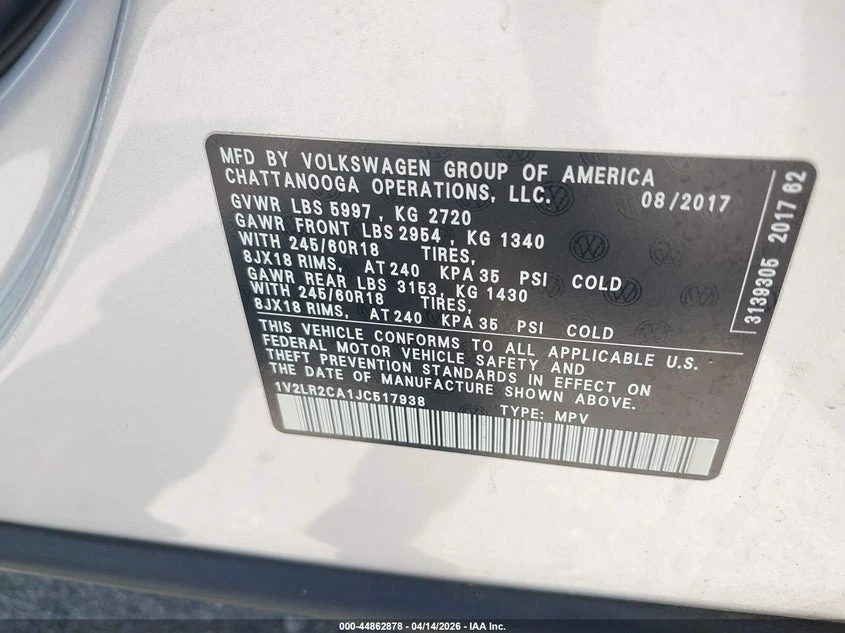 MFD BY VOLKSWAGEN GROUP OF AMERICA
CHATTANOOGA OPERATIONS, LLC. 08/2017
GVWR LBS 5997 , KG 2720
GAWR FRONT LBS 2954 , KG 1340
WITH 245/60R18 TIRES,
8JX18 RIMS, AT 240 KPA 35 PSI COLD
GAWR REAR LBS 3153, KG 1430
WITH 245/60R18 TIRES,
8JX18 RIMS, AT 240 KPA 35 PSI COLD
THIS VEHICLE CONFORMS TO ALL APPLICABLE U.S.
FEDERAL MOTOR VEHICLE SAFETY AND
THEFT PREVENTION STANDARDS IN EFFECT ON
THE DATE OF MANUFACTURE SHOWN ABOVE.
1V2LR2CA1JC517938 TYPE: MPV
3139305 2017 62
000-44862878 - 04/14/2026 - IAA Inc.